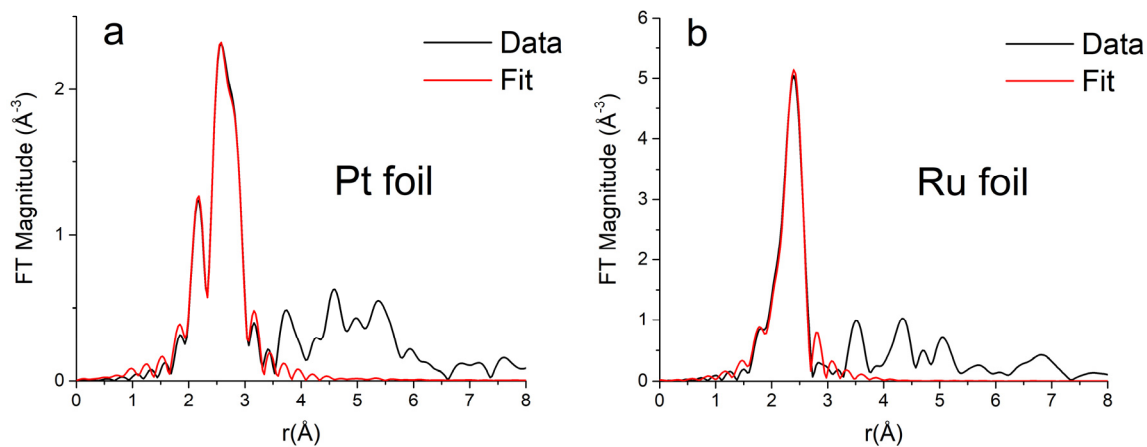 a
Data
Fit
Pt foil
FT Magnitude (Å⁻³)
2
1
0
0 1 2 3 4 5 6 7 8
r(Å)
b
Data
Fit
Ru foil
FT Magnitude (Å⁻³)
6
5
4
3
2
1
0
0 1 2 3 4 5 6 7 8
r(Å)